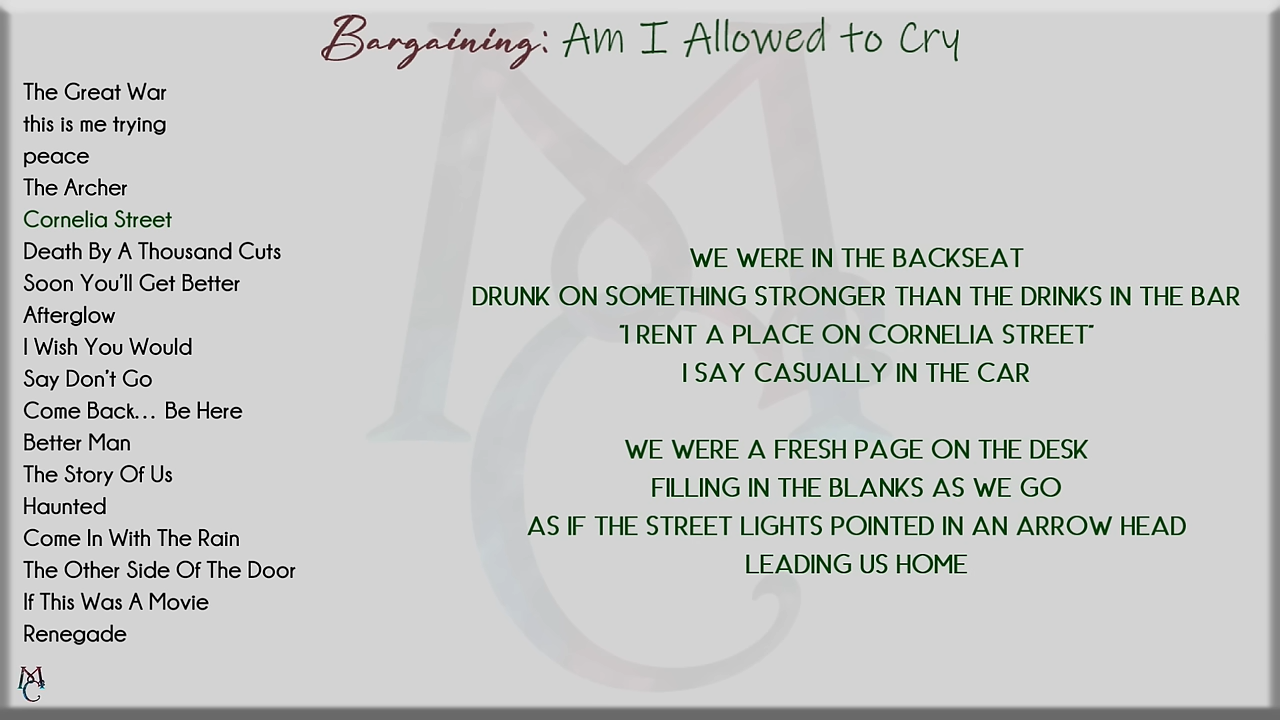 Bargaining: Am I Allowed to Cry
The Great War
this is me trying
peace
The Archer
Cornelia Street
Death By A Thousand Cuts
Soon You'll Get Better
Afterglow
I Wish You Would
Say Don't Go
Come Back... Be Here
Better Man
The Story Of Us
Haunted
Come In With The Rain
The Other Side Of The Door
If This Was A Movie
Renegade
WE WERE IN THE BACKSEAT
DRUNK ON SOMETHING STRONGER THAN THE DRINKS IN THE BAR
"I RENT A PLACE ON CORNELIA STREET"
I SAY CASUALLY IN THE CAR
WE WERE A FRESH PAGE ON THE DESK
FILLING IN THE BLANKS AS WE GO
AS IF THE STREET LIGHTS POINTED IN AN ARROW HEAD
LEADING US HOME